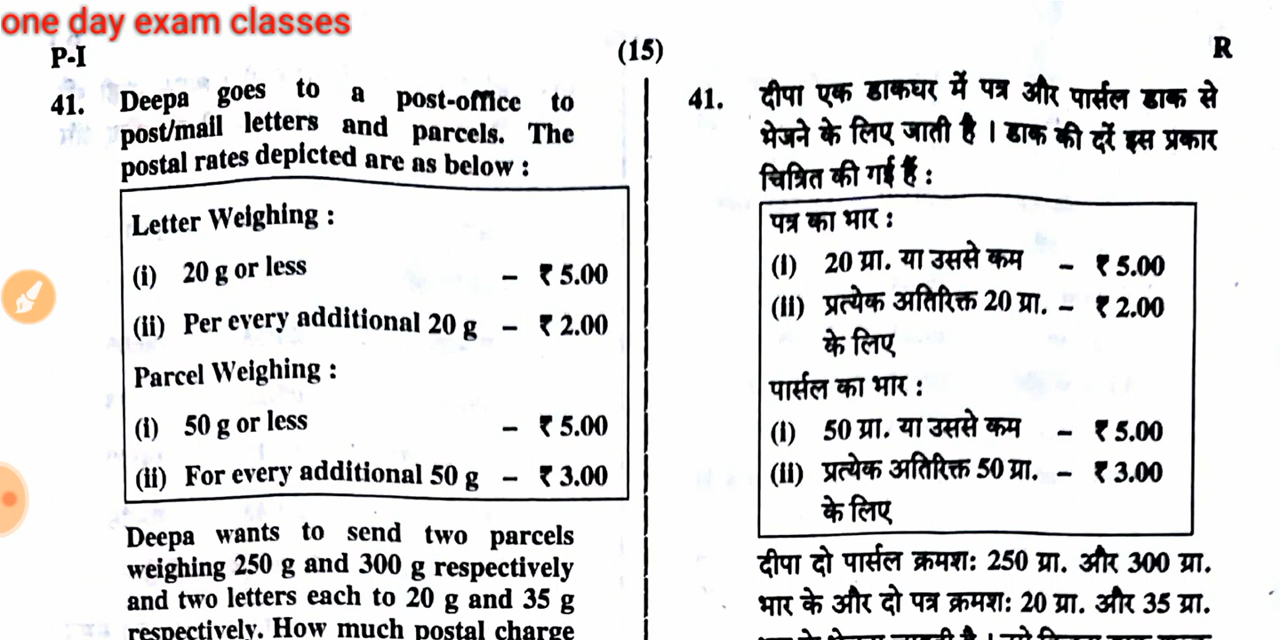 one day exam classes
P-I
(15)
R
41. Deepa goes to a post-office to
post/mail letters and parcels. The
postal rates depicted are as below :
Letter Weighing :
(i) 20 g or less – ₹ 5.00
(ii) Per every additional 20 g – ₹ 2.00
Parcel Weighing :
(i) 50 g or less – ₹ 5.00
(ii) For every additional 50 g – ₹ 3.00
Deepa wants to send two parcels
weighing 250 g and 300 g respectively
and two letters each to 20 g and 35 g
respectively. How much postal charge
41. दीपा एक डाकघर में पत्र और पार्सल डाक से
भेजने के लिए जाती है । डाक की दरें इस प्रकार
चित्रित की गई हैं :
पत्र का भार :
(i) 20 ग्रा. या उससे कम – ₹ 5.00
(ii) प्रत्येक अतिरिक्त 20 ग्रा. – ₹ 2.00
के लिए
पार्सल का भार :
(i) 50 ग्रा. या उससे कम – ₹ 5.00
(ii) प्रत्येक अतिरिक्त 50 ग्रा. – ₹ 3.00
के लिए
दीपा दो पार्सल क्रमश: 250 ग्रा. और 300 ग्रा.
भार के और दो पत्र क्रमश: 20 ग्रा. और 35 ग्रा.